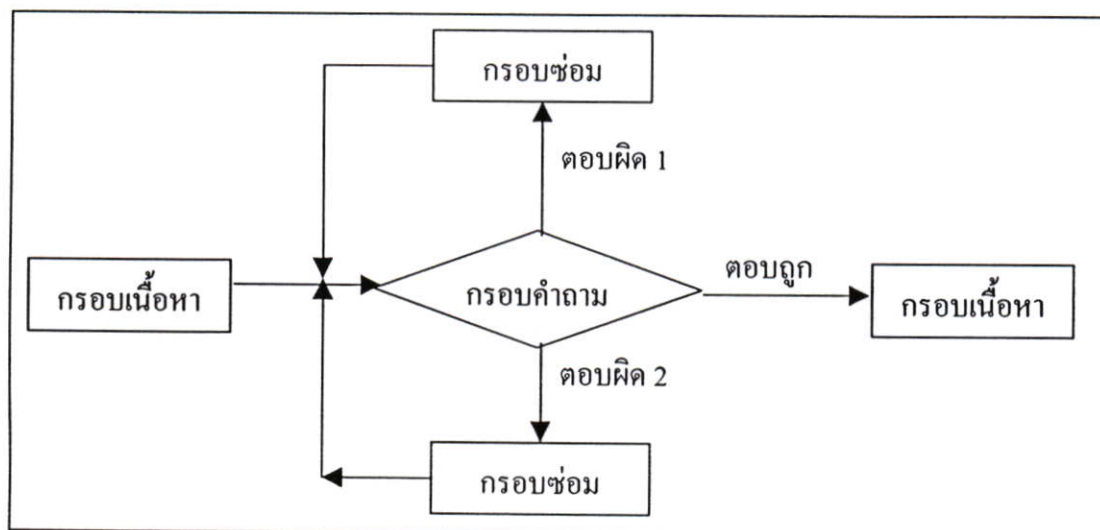 กรอบซ่อม
ตอบผิด 1
กรอบเนื้อหา
กรอบคำถาม
ตอบถูก
กรอบเนื้อหา
ตอบผิด 2
กรอบซ่อม